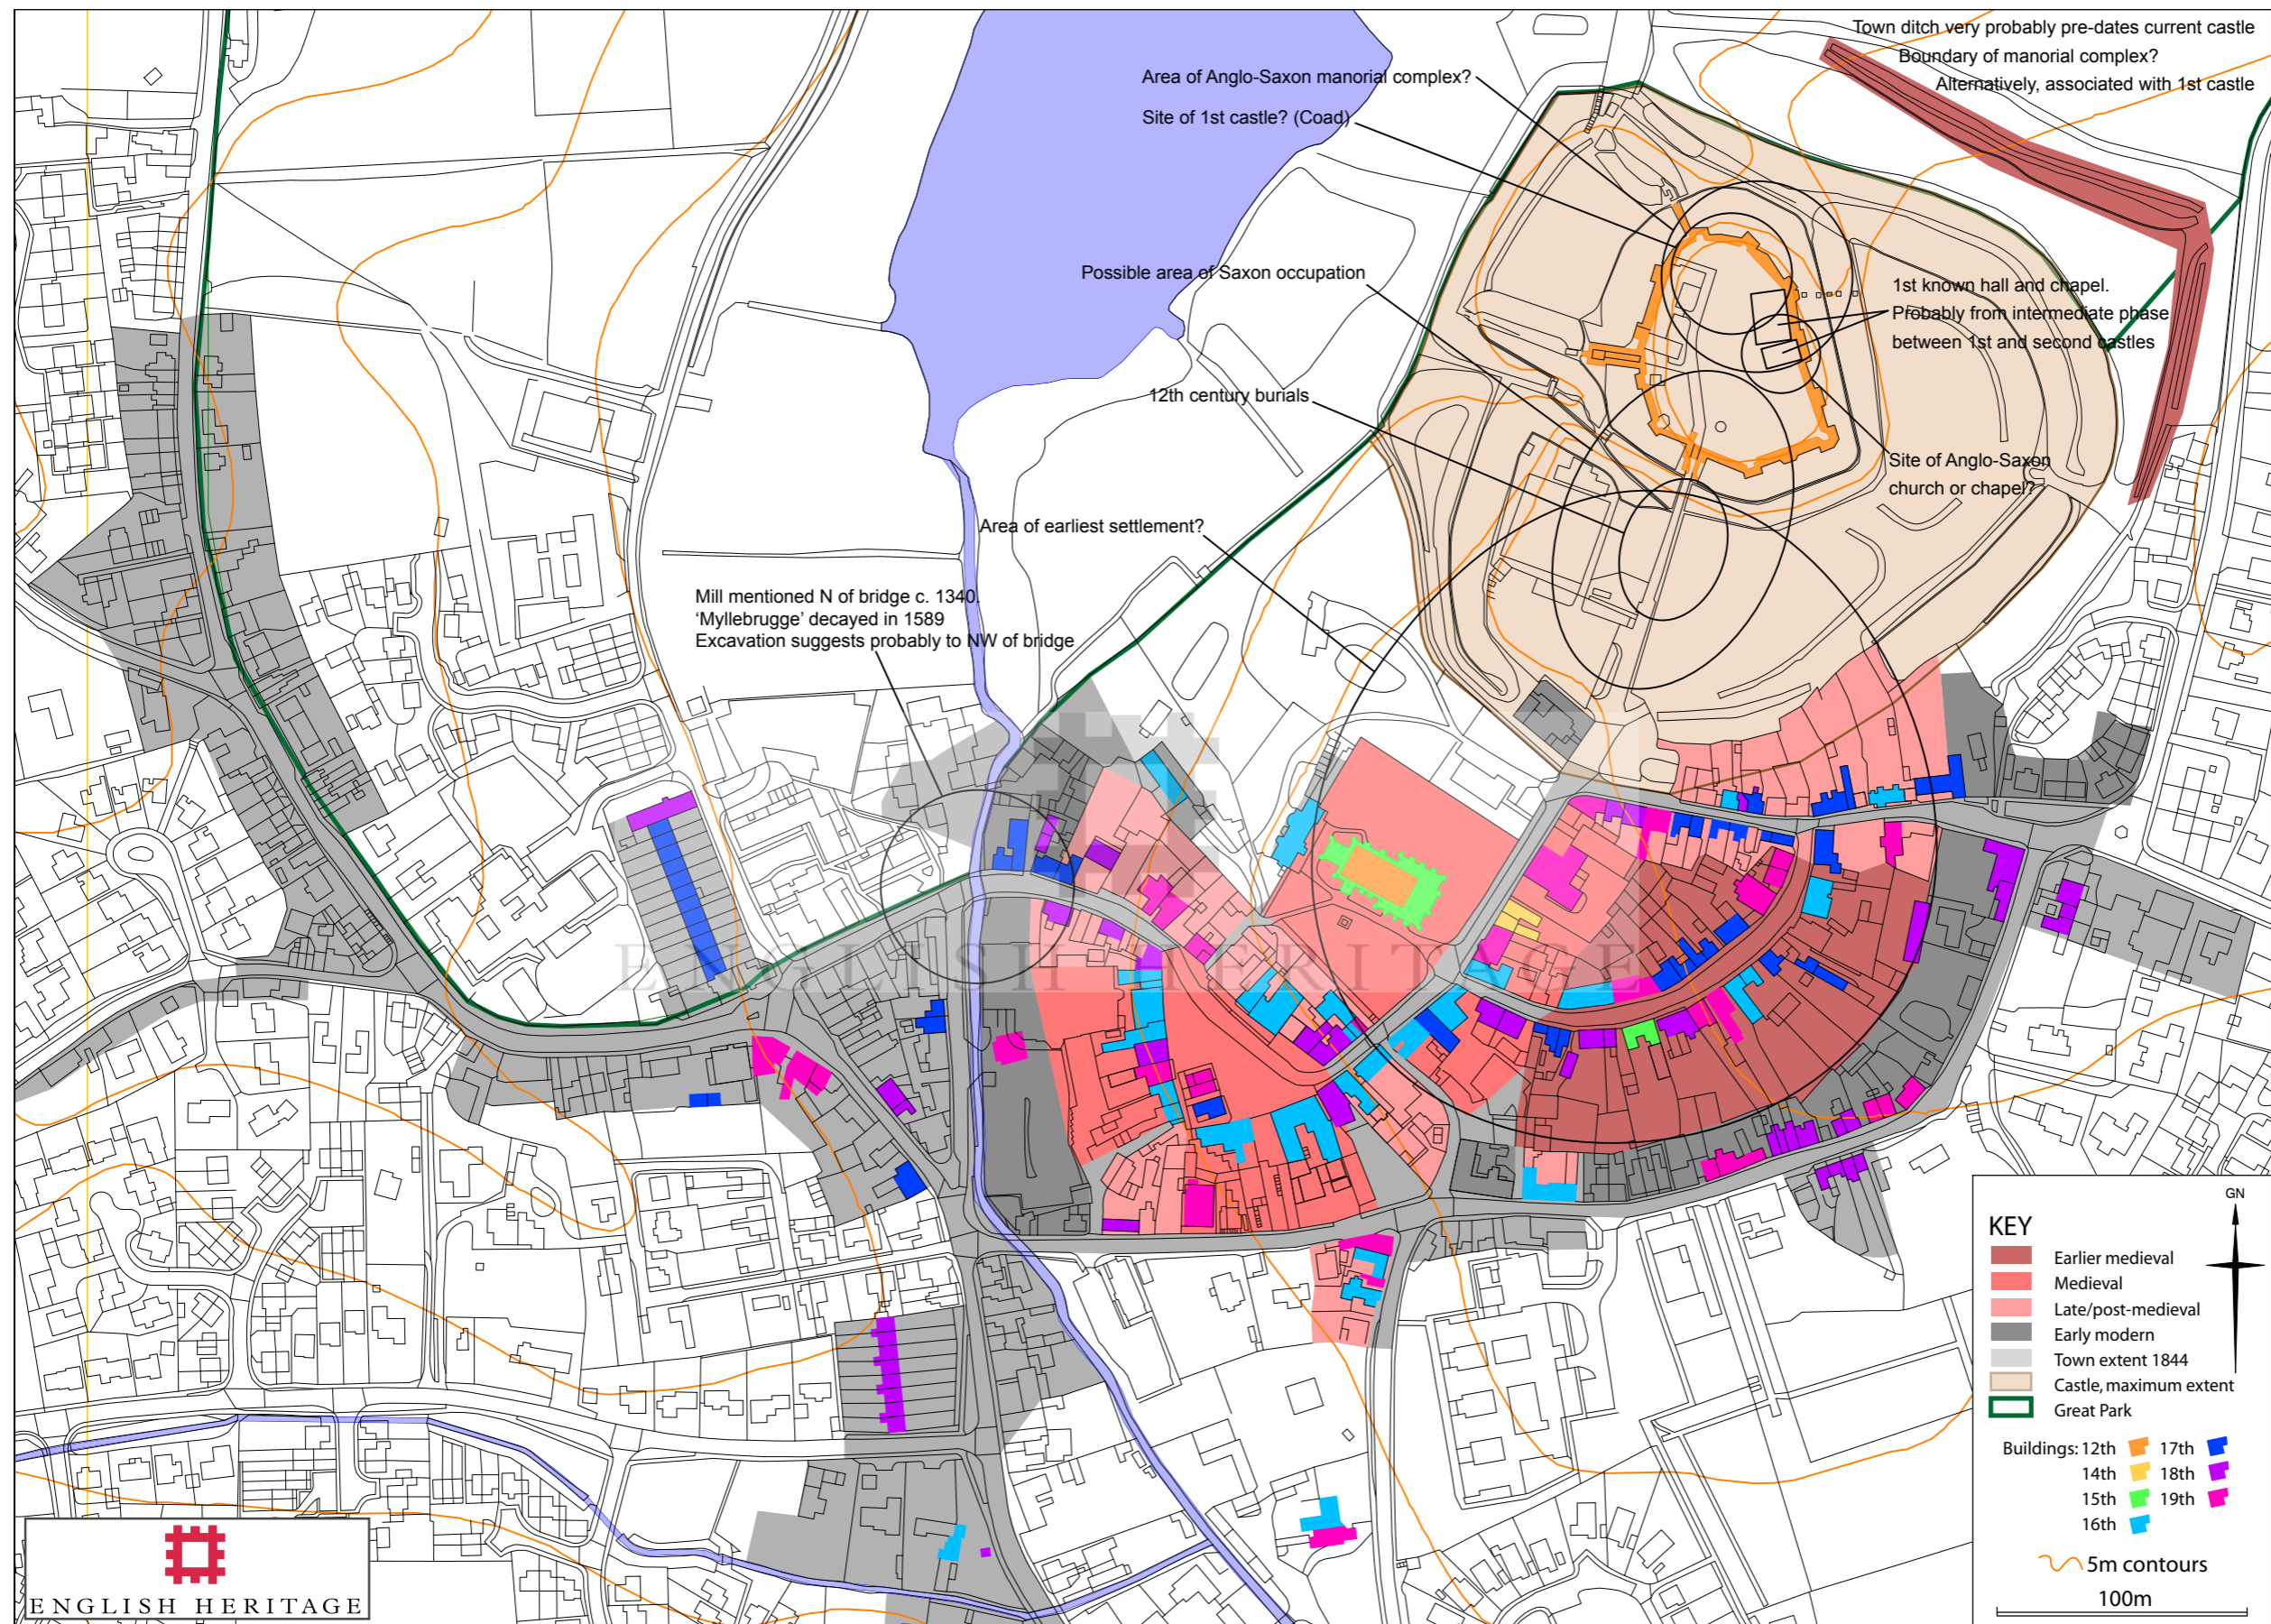 Town ditch very probably pre-dates current castle
Boundary of manorial complex?
Alternatively, associated with 1st castle
Area of Anglo-Saxon manorial complex?
Site of 1st castle? (Coad)
Possible area of Saxon occupation
1st known hall and chapel.
Probably from intermediate phase
between 1st and second castles
12th century burials
Site of Anglo-Saxon
church or chapel?
Area of earliest settlement?
Mill mentioned N of bridge c. 1340.
‘Myllebrugge’ decayed in 1589
Excavation suggests probably to NW of bridge
ENGLISH HERITAGE
GN
KEY
Earlier medieval
Medieval
Late/post-medieval
Early modern
Town extent 1844
Castle, maximum extent
Great Park
Buildings: 12th 17th
14th 18th
15th 19th
16th
5m contours
100m
ENGLISH HERITAGE